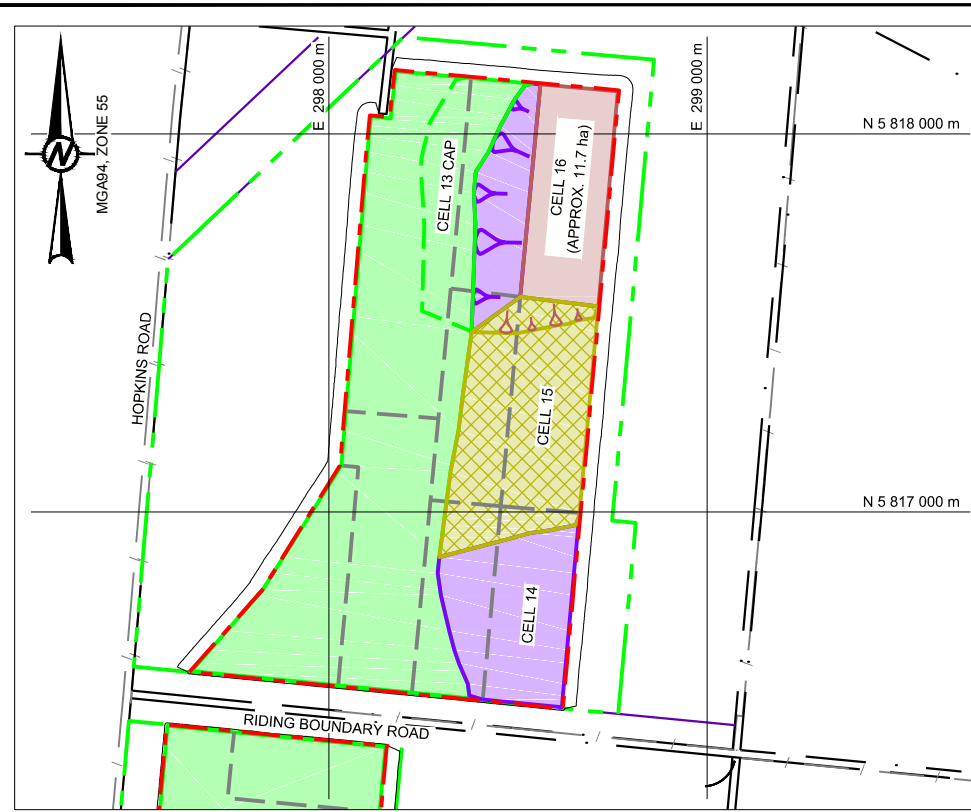 E 298 000 m
E 299 000 m
N 5 818 000 m
MGA94, ZONE 55
N
CELL 13 CAP
CELL 16
(APPROX. 11.7 ha)
HOPKINS ROAD
CELL 15
N 5 817 000 m
CELL 14
RIDING BOUNDARY ROAD